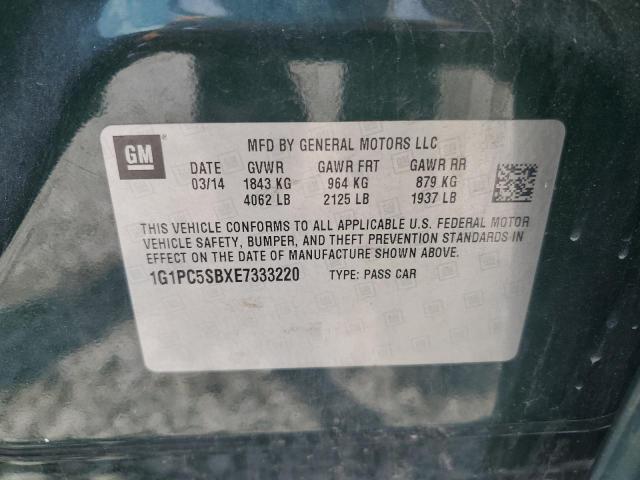 GM
MFD BY GENERAL MOTORS LLC
DATE GVWR GAWR FRT GAWR RR
03/14 1843 KG 964 KG 879 KG
4062 LB 2125 LB 1937 LB
THIS VEHICLE CONFORMS TO ALL APPLICABLE U.S. FEDERAL MOTOR
VEHICLE SAFETY, BUMPER, AND THEFT PREVENTION STANDARDS IN
EFFECT ON THE DATE OF MANUFACTURE SHOWN ABOVE.
1G1PC5SBXE7333220 TYPE: PASS CAR